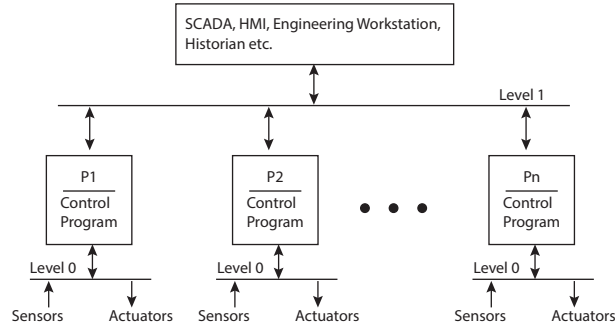 SCADA, HMI, Engineering Workstation,
Historian etc.
Level 1
P1
Control
Program
P2
Control
Program
Pn
Control
Program
Level 0
Level 0
Level 0
Sensors
Actuators
Sensors
Actuators
Sensors
Actuators